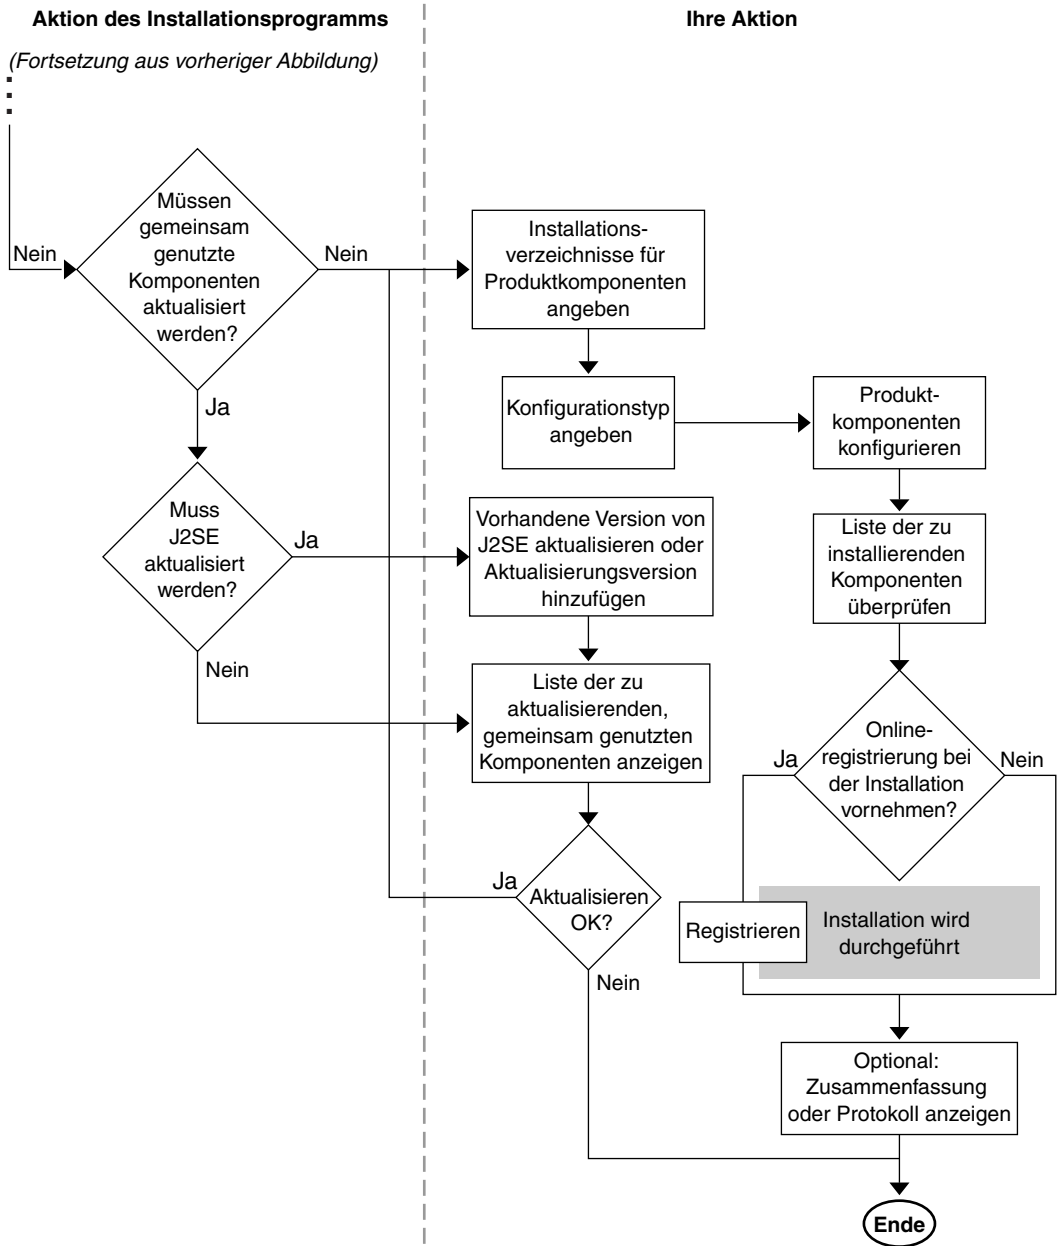 Aktion des Installationsprogramms
Ihre Aktion
(Fortsetzung aus vorheriger Abbildung)
Nein
Müssen
gemeinsam
genutzte
Komponenten
aktualisiert
werden?
Nein
Ja
Installations-
verzeichnisse für
Produktkomponenten
angeben
Konfigurationstyp
angeben
Produkt-
komponenten
konfigurieren
Muss
J2SE
aktualisiert
werden?
Ja
Nein
Vorhandene Version von
J2SE aktualisieren oder
Aktualisierungsversion
hinzufügen
Liste der zu
installierenden
Komponenten
überprüfen
Liste der zu
aktualisierenden,
gemeinsam genutzten
Komponenten anzeigen
Ja
Online-
registrierung bei
der Installation
vornehmen?
Nein
Ja
Aktualisieren
OK?
Nein
Registrieren
Installation wird
durchgeführt
Optional:
Zusammenfassung
oder Protokoll anzeigen
Ende